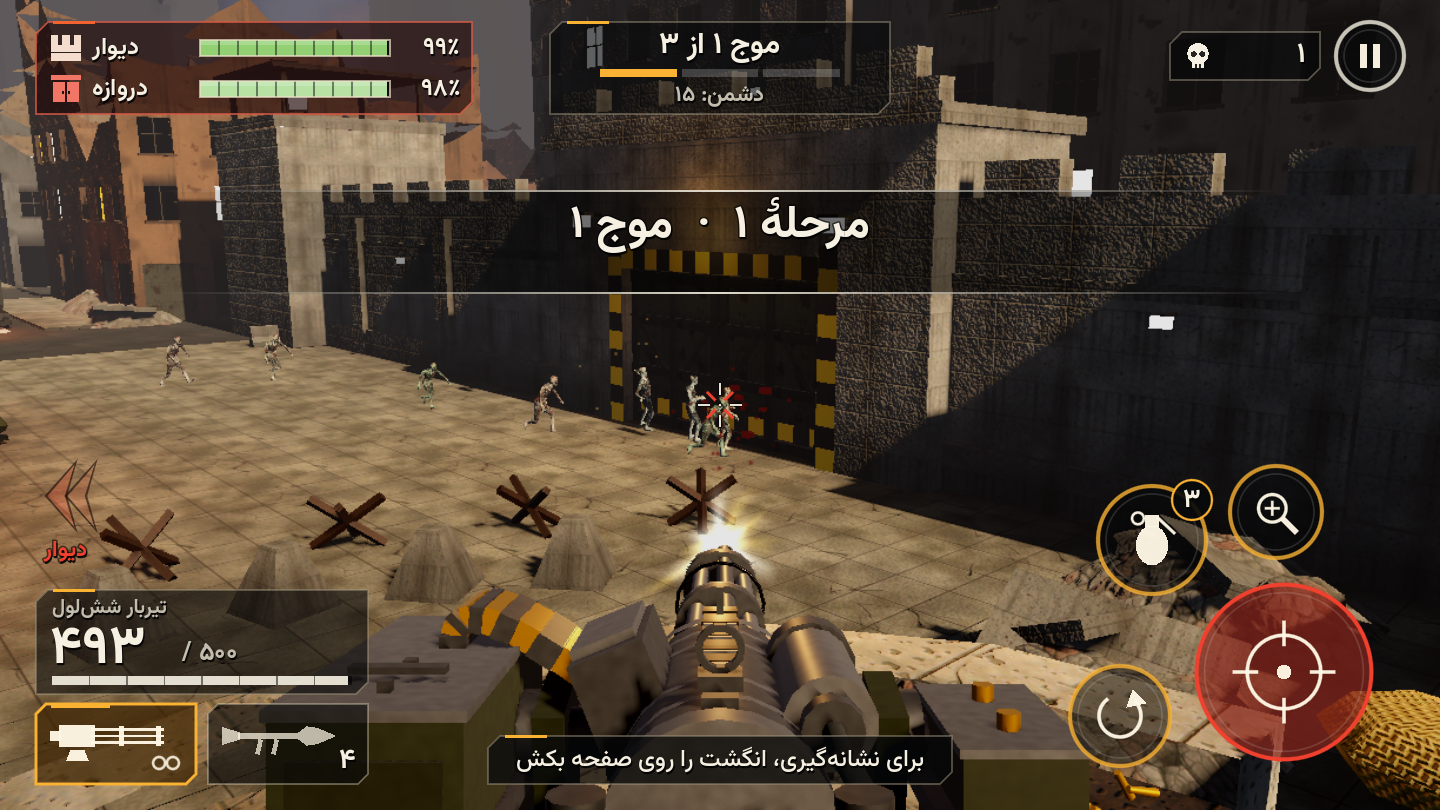 دیوار ۹۹٪
دروازه ۹۸٪
موج ۱ از ۳
دشمن: ۱۵
۱
مرحلهٔ ۱ · موج ۱
دیوار
۳
تیربار شش‌لول
۴۹۳ / ۵۰۰
∞
۴
برای نشانه‌گیری، انگشت را روی صفحه بکش